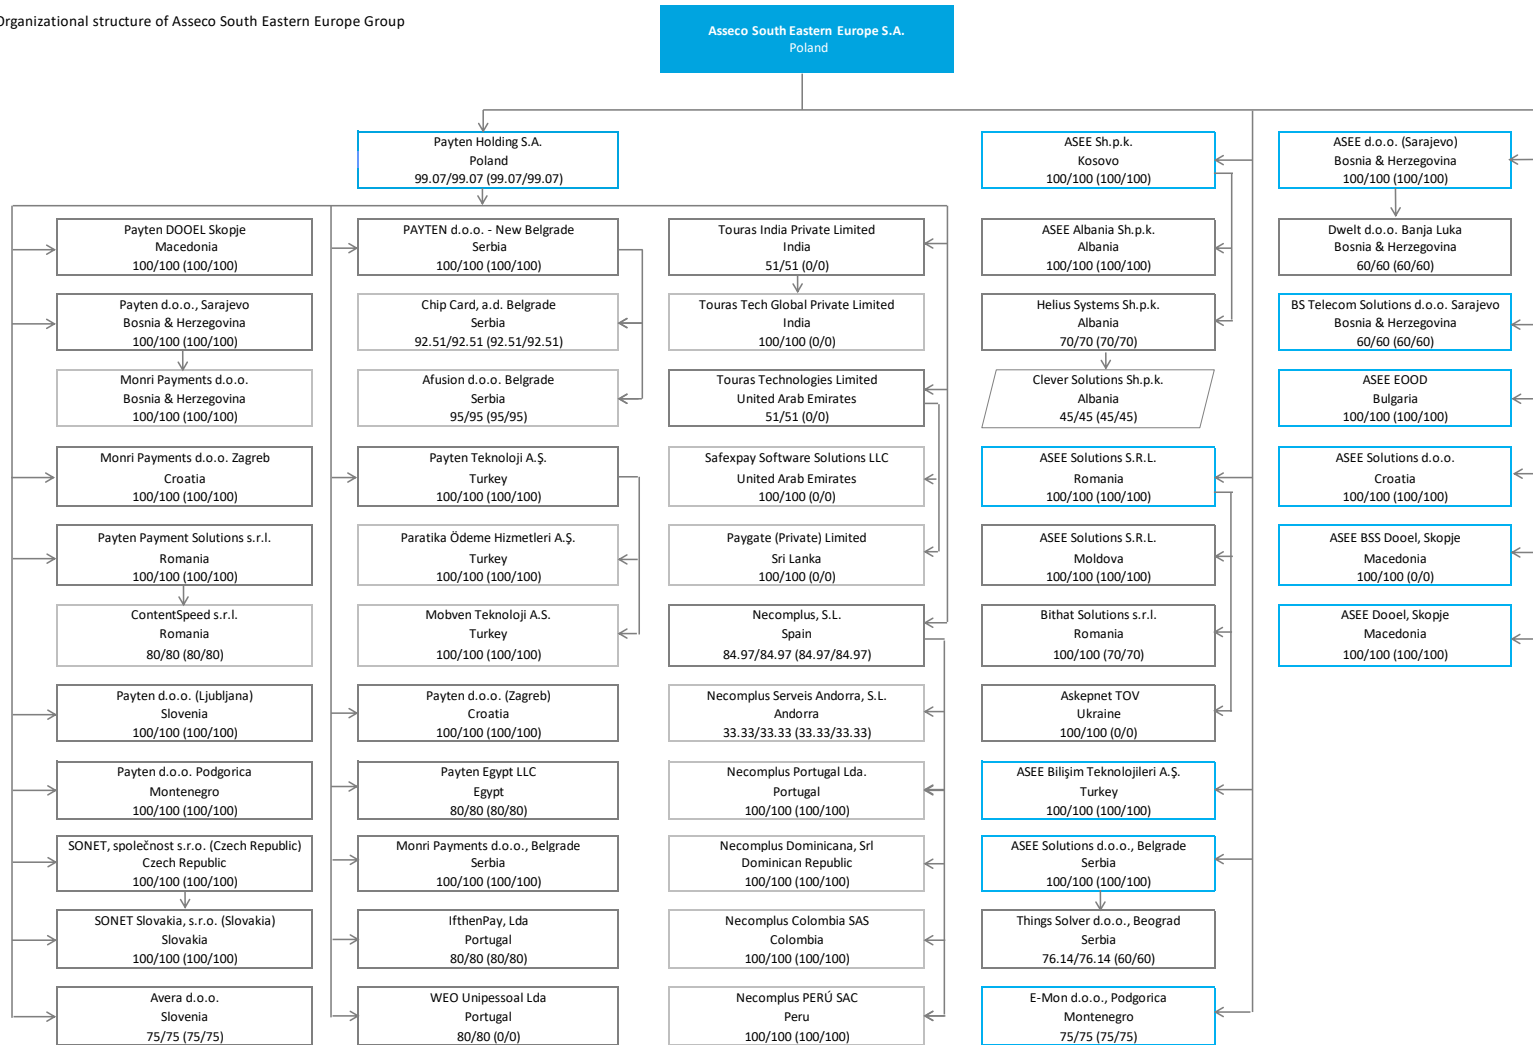 Organizational structure of Asseco South Eastern Europe Group
Asseco South Eastern Europe S.A.
Poland
Payten Holding S.A.
Poland
99.07/99.07 (99.07/99.07)
Payten DOOEL Skopje
Macedonia
100/100 (100/100)
Payten d.o.o., Sarajevo
Bosnia & Herzegovina
100/100 (100/100)
Monri Payments d.o.o.
Bosnia & Herzegovina
100/100 (100/100)
Monri Payments d.o.o. Zagreb
Croatia
100/100 (100/100)
Payten Payment Solutions s.r.l.
Romania
100/100 (100/100)
ContentSpeed s.r.l.
Romania
80/80 (80/80)
Payten d.o.o. (Ljubljana)
Slovenia
100/100 (100/100)
Payten d.o.o. Podgorica
Montenegro
100/100 (100/100)
SONET, společnost s.r.o. (Czech Republic)
Czech Republic
100/100 (100/100)
SONET Slovakia, s.r.o. (Slovakia)
Slovakia
100/100 (100/100)
Avera d.o.o.
Slovenia
75/75 (75/75)
PAYTEN d.o.o. - New Belgrade
Serbia
100/100 (100/100)
Chip Card, a.d. Belgrade
Serbia
92.51/92.51 (92.51/92.51)
Afusion d.o.o. Belgrade
Serbia
95/95 (95/95)
Payten Teknoloji A.Ş.
Turkey
100/100 (100/100)
Paratika Ödeme Hizmetleri A.Ş.
Turkey
100/100 (100/100)
Mobven Teknoloji A.S.
Turkey
100/100 (100/100)
Payten d.o.o. (Zagreb)
Croatia
100/100 (100/100)
Payten Egypt LLC
Egypt
80/80 (80/80)
Monri Payments d.o.o., Belgrade
Serbia
100/100 (100/100)
IfthenPay, Lda
Portugal
80/80 (80/80)
WEO Unipessoal Lda
Portugal
80/80 (0/0)
Touras India Private Limited
India
51/51 (0/0)
Touras Tech Global Private Limited
India
100/100 (0/0)
Touras Technologies Limited
United Arab Emirates
51/51 (0/0)
Safexpay Software Solutions LLC
United Arab Emirates
100/100 (0/0)
Paygate (Private) Limited
Sri Lanka
100/100 (0/0)
Necomplus, S.L.
Spain
84.97/84.97 (84.97/84.97)
Necomplus Serveis Andorra, S.L.
Andorra
33.33/33.33 (33.33/33.33)
Necomplus Portugal Lda.
Portugal
100/100 (100/100)
Necomplus Dominicana, Srl
Dominican Republic
100/100 (100/100)
Necomplus Colombia SAS
Colombia
100/100 (100/100)
Necomplus PERÚ SAC
Peru
100/100 (100/100)
ASEE Sh.p.k.
Kosovo
100/100 (100/100)
ASEE Albania Sh.p.k.
Albania
100/100 (100/100)
Helius Systems Sh.p.k.
Albania
70/70 (70/70)
Clever Solutions Sh.p.k.
Albania
45/45 (45/45)
ASEE Solutions S.R.L.
Romania
100/100 (100/100)
ASEE Solutions S.R.L.
Moldova
100/100 (100/100)
Bithat Solutions s.r.l.
Romania
100/100 (70/70)
Askepnet TOV
Ukraine
100/100 (0/0)
ASEE Bilişim Teknolojileri A.Ş.
Turkey
100/100 (100/100)
ASEE Solutions d.o.o., Belgrade
Serbia
100/100 (100/100)
Things Solver d.o.o., Beograd
Serbia
76.14/76.14 (60/60)
E-Mon d.o.o., Podgorica
Montenegro
75/75 (75/75)
ASEE d.o.o. (Sarajevo)
Bosnia & Herzegovina
100/100 (100/100)
Dwelt d.o.o. Banja Luka
Bosnia & Herzegovina
60/60 (60/60)
BS Telecom Solutions d.o.o. Sarajevo
Bosnia & Herzegovina
60/60 (60/60)
ASEE EOOD
Bulgaria
100/100 (100/100)
ASEE Solutions d.o.o.
Croatia
100/100 (100/100)
ASEE BSS Dooel, Skopje
Macedonia
100/100 (0/0)
ASEE Dooel, Skopje
Macedonia
100/100 (100/100)